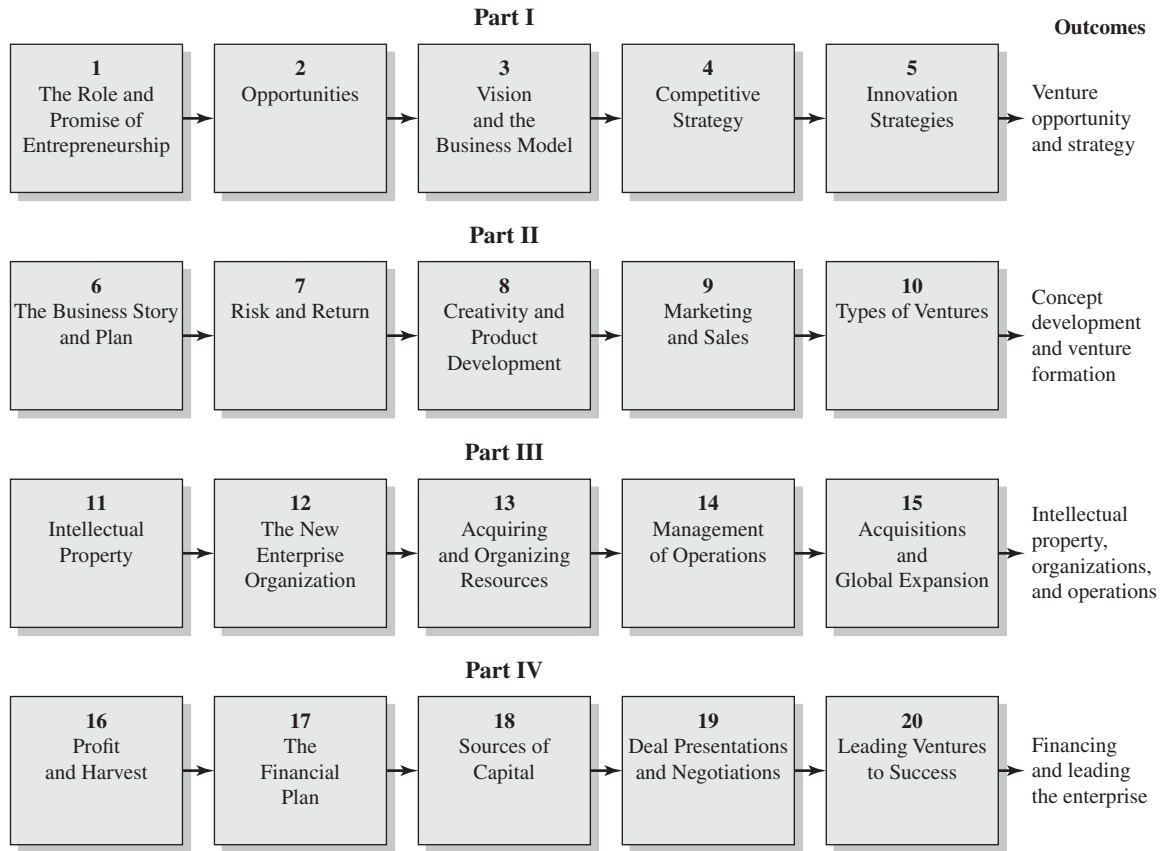 Part I
Outcomes
1
The Role and
Promise of
Entrepreneurship
2
Opportunities
3
Vision
and the
Business Model
4
Competitive
Strategy
5
Innovation
Strategies
Venture
opportunity
and strategy
Part II
6
The Business Story
and Plan
7
Risk and Return
8
Creativity and
Product
Development
9
Marketing
and Sales
10
Types of Ventures
Concept
development
and venture
formation
Part III
11
Intellectual
Property
12
The New
Enterprise
Organization
13
Acquiring
and Organizing
Resources
14
Management
of Operations
15
Acquisitions
and
Global Expansion
Intellectual
property,
organizations,
and operations
Part IV
16
Profit
and Harvest
17
The
Financial
Plan
18
Sources of
Capital
19
Deal Presentations
and Negotiations
20
Leading Ventures
to Success
Financing
and leading
the enterprise